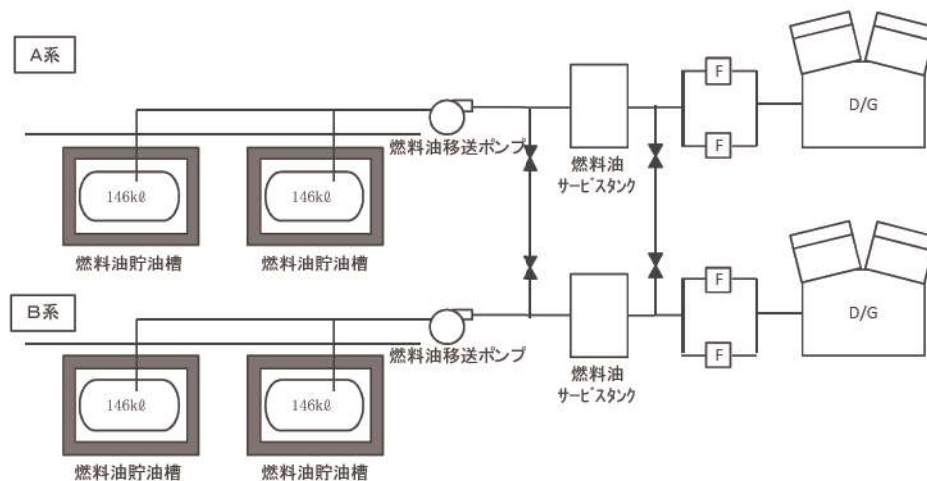 A系
F
D/G
F
燃料油移送ポンプ
燃料油
サービスタンク
146kℓ
146kℓ
燃料油貯油槽
燃料油貯油槽
B系
F
D/G
F
燃料油移送ポンプ
燃料油
サービスタンク
146kℓ
146kℓ
燃料油貯油槽
燃料油貯油槽